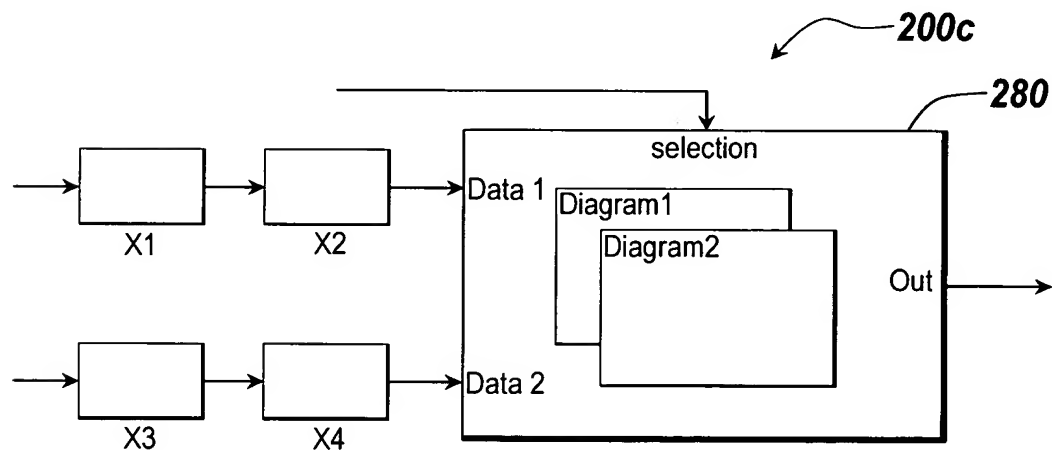 200c
280
selection
Data 1
Diagram1
X1
X2
Diagram2
Out
Data 2
X3
X4